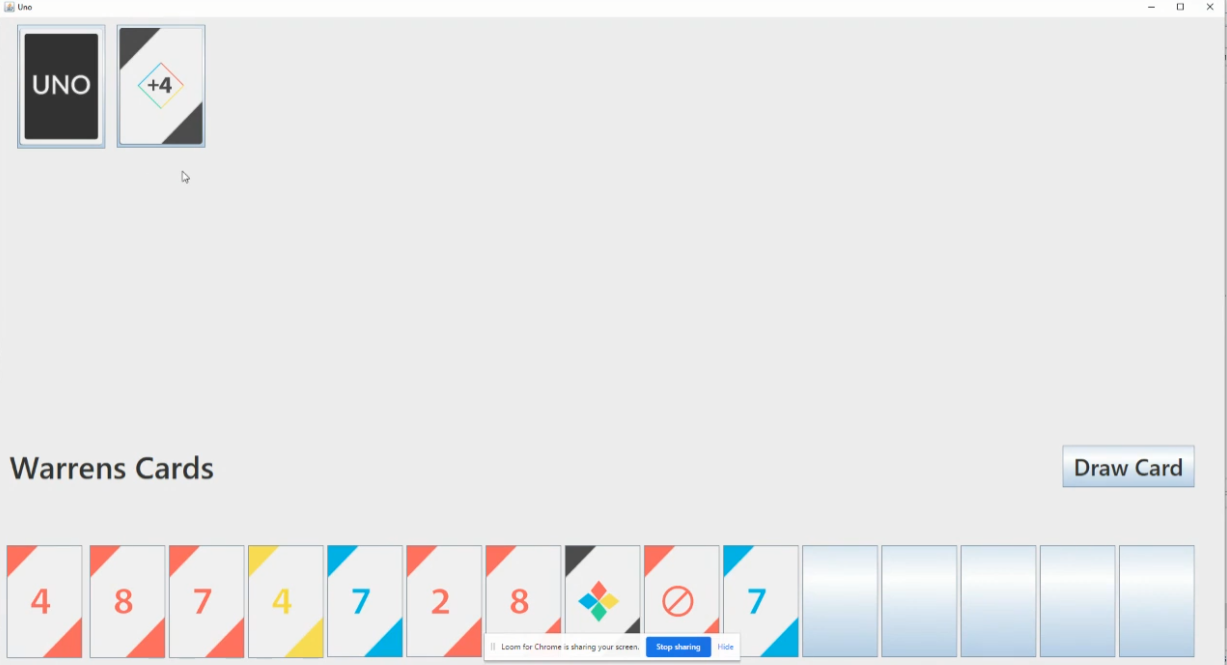 Uno
UNO
+4
Warrens Cards
Draw Card
4
8
7
4
7
2
8
7
Loom for Chrome is sharing your screen.
Stop sharing
Hide